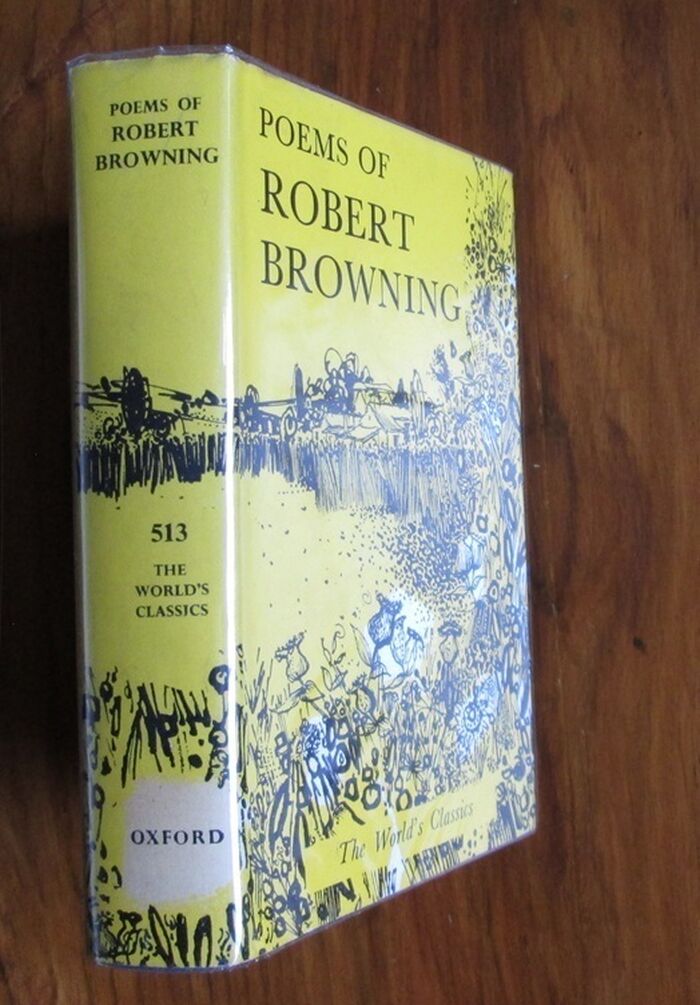 POEMS OF
ROBERT
BROWNING
513
THE
WORLD'S
CLASSICS
OXFORD
POEMS OF
ROBERT
BROWNING
The World's Classics